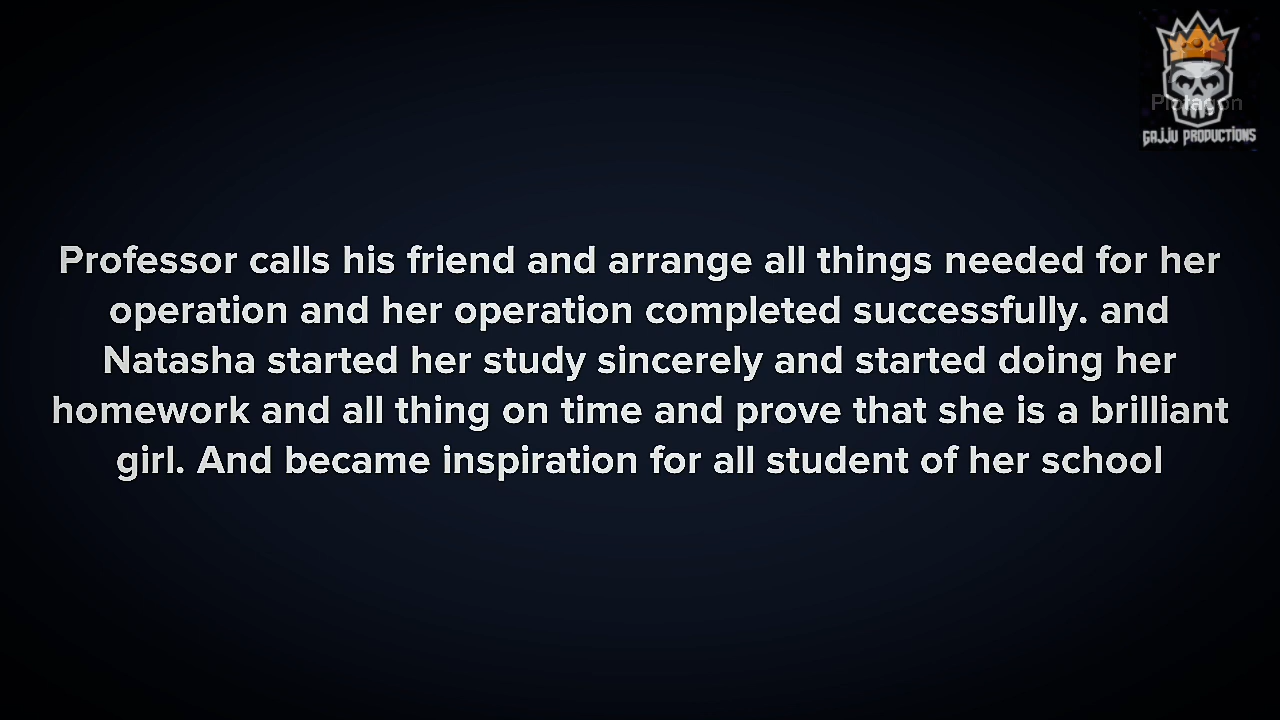 Plotagon
GAJJU PRODUCTIONS
Professor calls his friend and arrange all things needed for her
operation and her operation completed successfully. and
Natasha started her study sincerely and started doing her
homework and all thing on time and prove that she is a brilliant
girl. And became inspiration for all student of her school